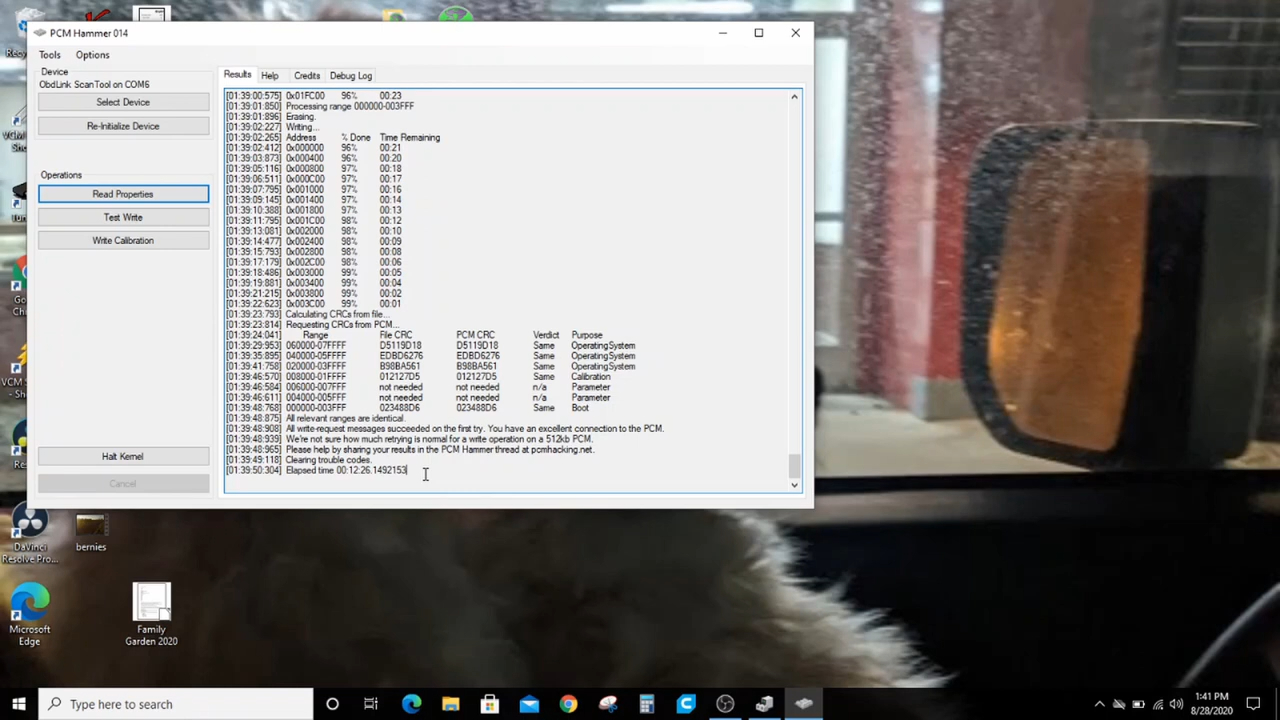 PCM Hammer 014
Tools Options
Device
ObdLink ScanTool on COM6
Select Device
Re-Initialize Device
Operations
Read Properties
Test Write
Write Calibration
Halt Kernel
Cancel
Results Help Credits Debug Log
[01:39:00:575] 0x01FC00 96% 00:23
[01:39:01:850] Processing range 000000-003FFF
[01:39:01:896] Erasing.
[01:39:02:227] Writing...
[01:39:02:265] Address % Done Time Remaining
[01:39:02:412] 0x000000 96% 00:21
[01:39:03:873] 0x000400 96% 00:20
[01:39:05:116] 0x000800 97% 00:18
[01:39:06:511] 0x000C00 97% 00:17
[01:39:07:795] 0x001000 97% 00:16
[01:39:09:145] 0x001400 97% 00:14
[01:39:10:388] 0x001800 97% 00:13
[01:39:11:795] 0x001C00 98% 00:12
[01:39:13:081] 0x002000 98% 00:10
[01:39:14:477] 0x002400 98% 00:09
[01:39:15:793] 0x002800 98% 00:08
[01:39:17:179] 0x002C00 98% 00:06
[01:39:18:486] 0x003000 99% 00:05
[01:39:19:881] 0x003400 99% 00:04
[01:39:21:215] 0x003800 99% 00:02
[01:39:22:623] 0x003C00 99% 00:01
[01:39:23:793] Calculating CRCs from file...
[01:39:23:814] Requesting CRCs from PCM...
[01:39:24:041] Range File CRC PCM CRC Verdict Purpose
[01:39:29:953] 060000-07FFFF D5119D18 D5119D18 Same OperatingSystem
[01:39:35:895] 040000-05FFFF EDBD6276 EDBD6276 Same OperatingSystem
[01:39:41:758] 020000-03FFFF B98BA561 B98BA561 Same OperatingSystem
[01:39:46:570] 008000-01FFFF 012127D5 012127D5 Same Calibration
[01:39:46:584] 006000-007FFF not needed not needed n/a Parameter
[01:39:46:611] 004000-005FFF not needed not needed n/a Parameter
[01:39:48:768] 000000-003FFF 023488D6 023488D6 Same Boot
[01:39:48:875] All relevant ranges are identical.
[01:39:48:908] All write-request messages succeeded on the first try. You have an excellent connection to the PCM.
[01:39:48:939] We're not sure how much retrying is normal for a write operation on a 512kb PCM.
[01:39:48:965] Please help by sharing your results in the PCM Hammer thread at pcmhacking.net.
[01:39:49:118] Clearing trouble codes.
[01:39:50:304] Elapsed time 00:12:26.1492153
DaVinci
Resolve Pro...
bernies
Microsoft
Edge
Family
Garden 2020
Type here to search
1:41 PM
8/28/2020